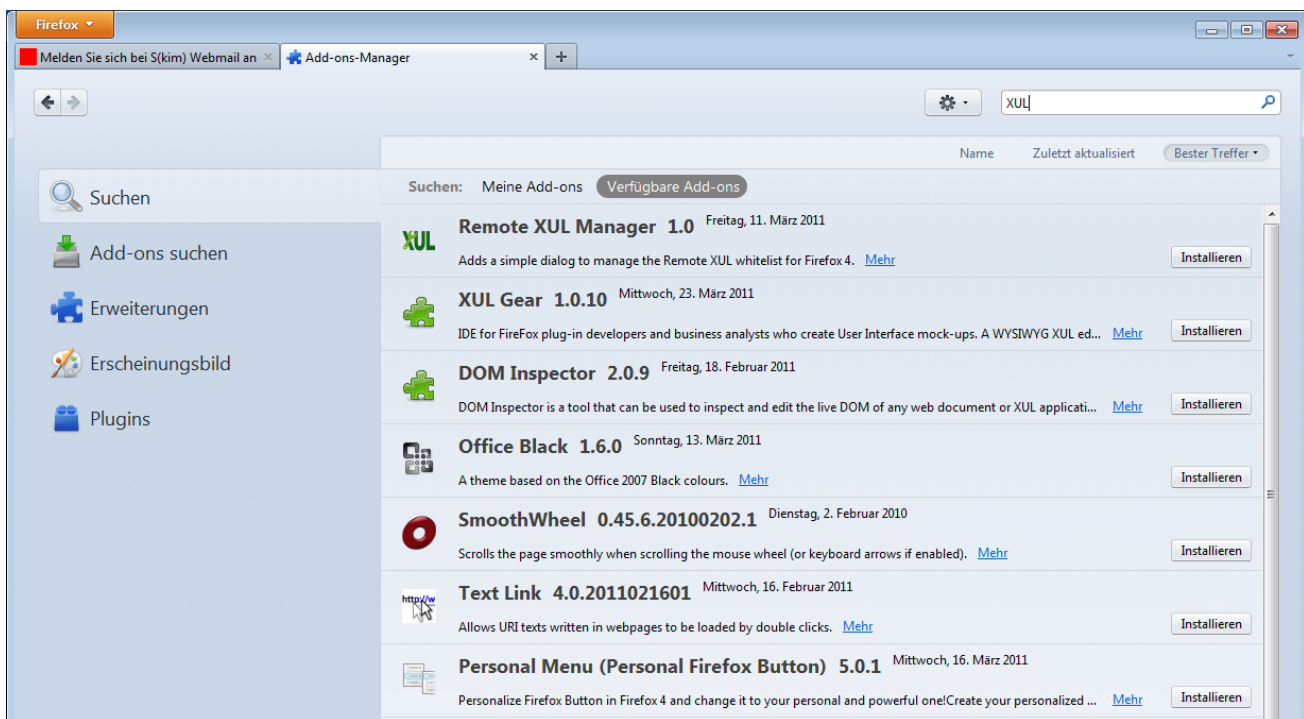 Firefox
Melden Sie sich bei S(kim) Webmail an
Add-ons-Manager
XUL
Name Zuletzt aktualisiert Bester Treffer
Suchen
Suchen: Meine Add-ons Verfügbare Add-ons
Add-ons suchen
Erweiterungen
Erscheinungsbild
Plugins
XUL
Remote XUL Manager 1.0 Freitag, 11. März 2011
Adds a simple dialog to manage the Remote XUL whitelist for Firefox 4. Mehr
Installieren
XUL Gear 1.0.10 Mittwoch, 23. März 2011
IDE for FireFox plug-in developers and business analysts who create User Interface mock-ups. A WYSIWYG XUL ed... Mehr
Installieren
DOM Inspector 2.0.9 Freitag, 18. Februar 2011
DOM Inspector is a tool that can be used to inspect and edit the live DOM of any web document or XUL applicati... Mehr
Installieren
Office Black 1.6.0 Sonntag, 13. März 2011
A theme based on the Office 2007 Black colours. Mehr
Installieren
SmoothWheel 0.45.6.20100202.1 Dienstag, 2. Februar 2010
Scrolls the page smoothly when scrolling the mouse wheel (or keyboard arrows if enabled). Mehr
Installieren
http://w
Text Link 4.0.2011021601 Mittwoch, 16. Februar 2011
Allows URI texts written in webpages to be loaded by double clicks. Mehr
Installieren
Personal Menu (Personal Firefox Button) 5.0.1 Mittwoch, 16. März 2011
Personalize Firefox Button in Firefox 4 and change it to your personal and powerful one!Create your personalized ... Mehr
Installieren